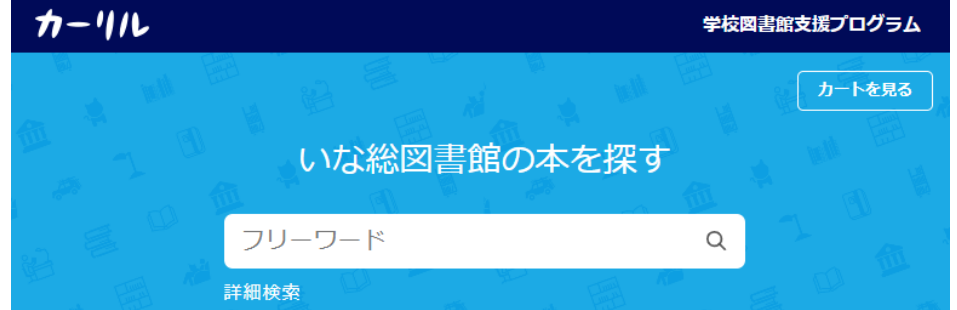 カーリル
学校図書館支援プログラム
カートを見る
いな総図書館の本を探す
フリーワード
詳細検索